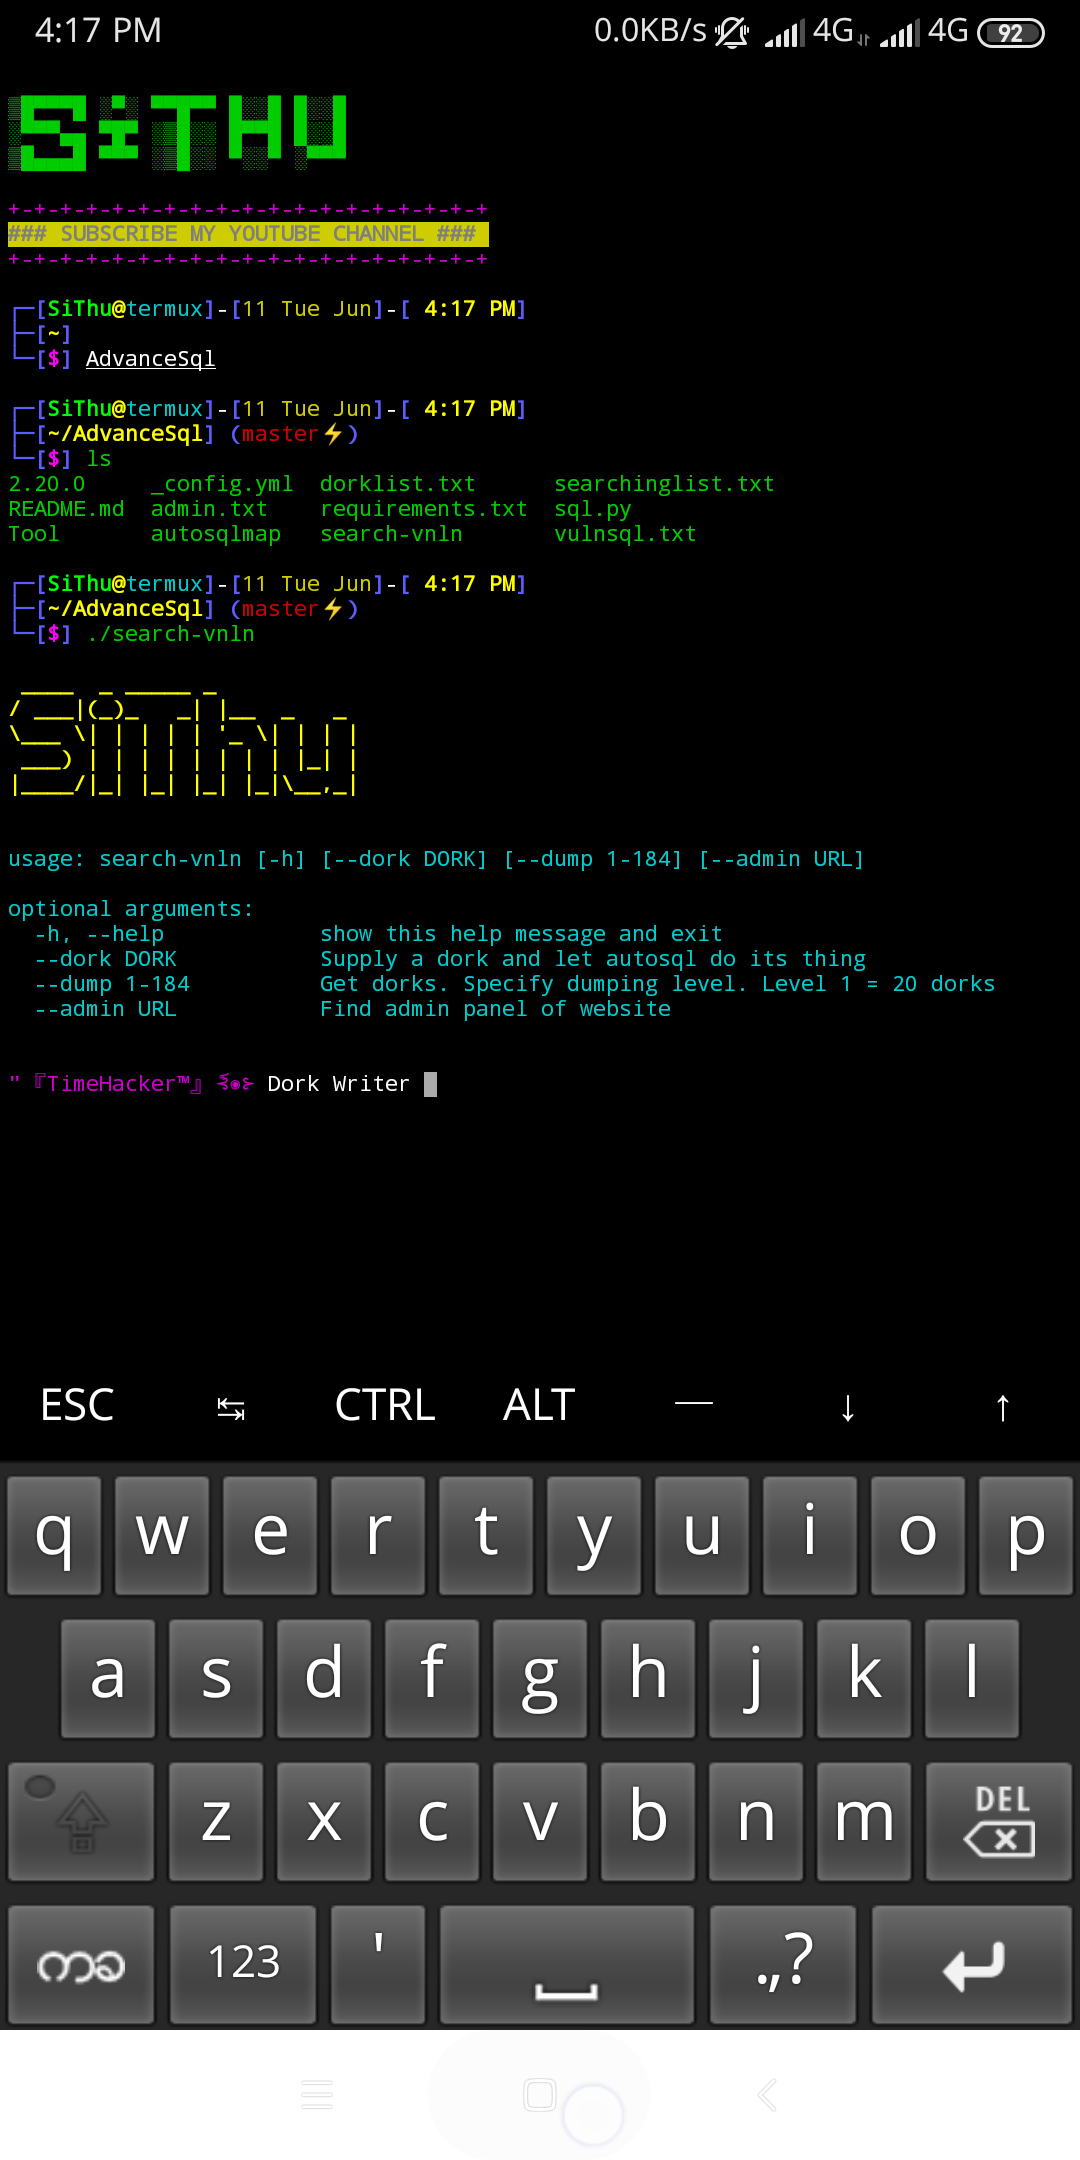 4:17 PM 0.0KB/s 4G 4G 92
SiTHU
+-+-+-+-+-+-+-+-+-+-+-+-+-+-+-+-+-+-+
### SUBSCRIBE MY YOUTUBE CHANNEL ###
+-+-+-+-+-+-+-+-+-+-+-+-+-+-+-+-+-+-+
┌─[SiThu@termux]-[11 Tue Jun]-[ 4:17 PM]
├─[~]
└─[$] AdvanceSql
┌─[SiThu@termux]-[11 Tue Jun]-[ 4:17 PM]
├─[~/AdvanceSql] (master⚡)
└─[$] ls
2.20.0 _config.yml dorklist.txt searchinglist.txt
README.md admin.txt requirements.txt sql.py
Tool autosqlmap search-vnln vulnsql.txt
┌─[SiThu@termux]-[11 Tue Jun]-[ 4:17 PM]
├─[~/AdvanceSql] (master⚡)
└─[$] ./search-vnln
SiThu
usage: search-vnln [-h] [--dork DORK] [--dump 1-184] [--admin URL]
optional arguments:
-h, --help show this help message and exit
--dork DORK Supply a dork and let autosql do its thing
--dump 1-184 Get dorks. Specify dumping level. Level 1 = 20 dorks
--admin URL Find admin panel of website
" 『TimeHacker™』 Dork Writer
ESC ↹ CTRL ALT — ↓ ↑
q w e r t y u i o p
a s d f g h j k l
z x c v b n m DEL
ကခ 123 ' .,?